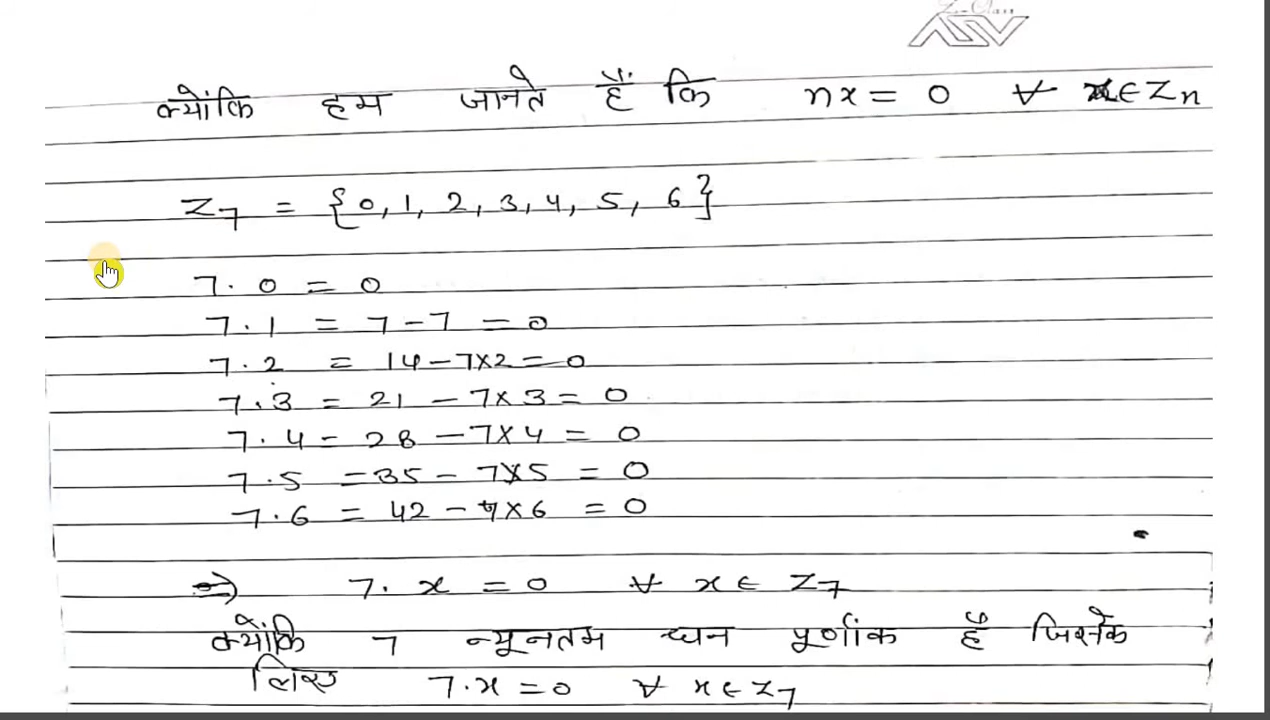 E-Class
ASV
क्योंकि हम जानते हैं कि nx = 0 ∀ x∈Zn
Z7 = {0, 1, 2, 3, 4, 5, 6}
7. 0 = 0
7. 1 = 7 - 7 = 0
7. 2 = 14 - 7×2 = 0
7. 3 = 21 - 7×3 = 0
7. 4 = 28 - 7×4 = 0
7. 5 = 35 - 7×5 = 0
7. 6 = 42 - 7×6 = 0
⇒ 7. x = 0 ∀ x∈ Z7
क्योंकि 7 न्यूनतम धन पूर्णांक है जिसके
लिए 7.x = 0 ∀ x∈Z7